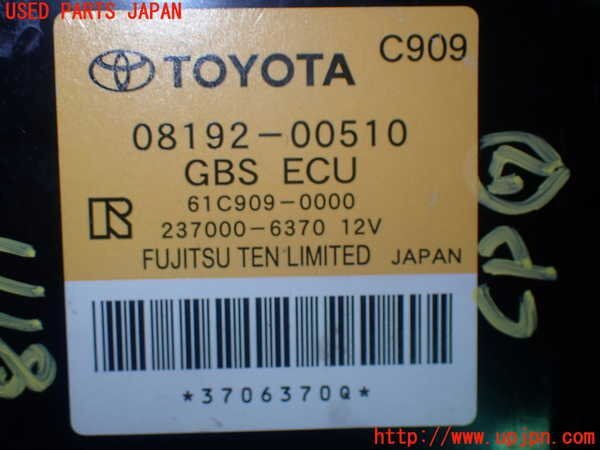 USED PARTS JAPAN
TOYOTA C909
08192-00510
GBS ECU
61C909-0000
R 237000-6370 12V
FUJITSU TEN LIMITED JAPAN
*3706370Q*
http://www.upjpn.com